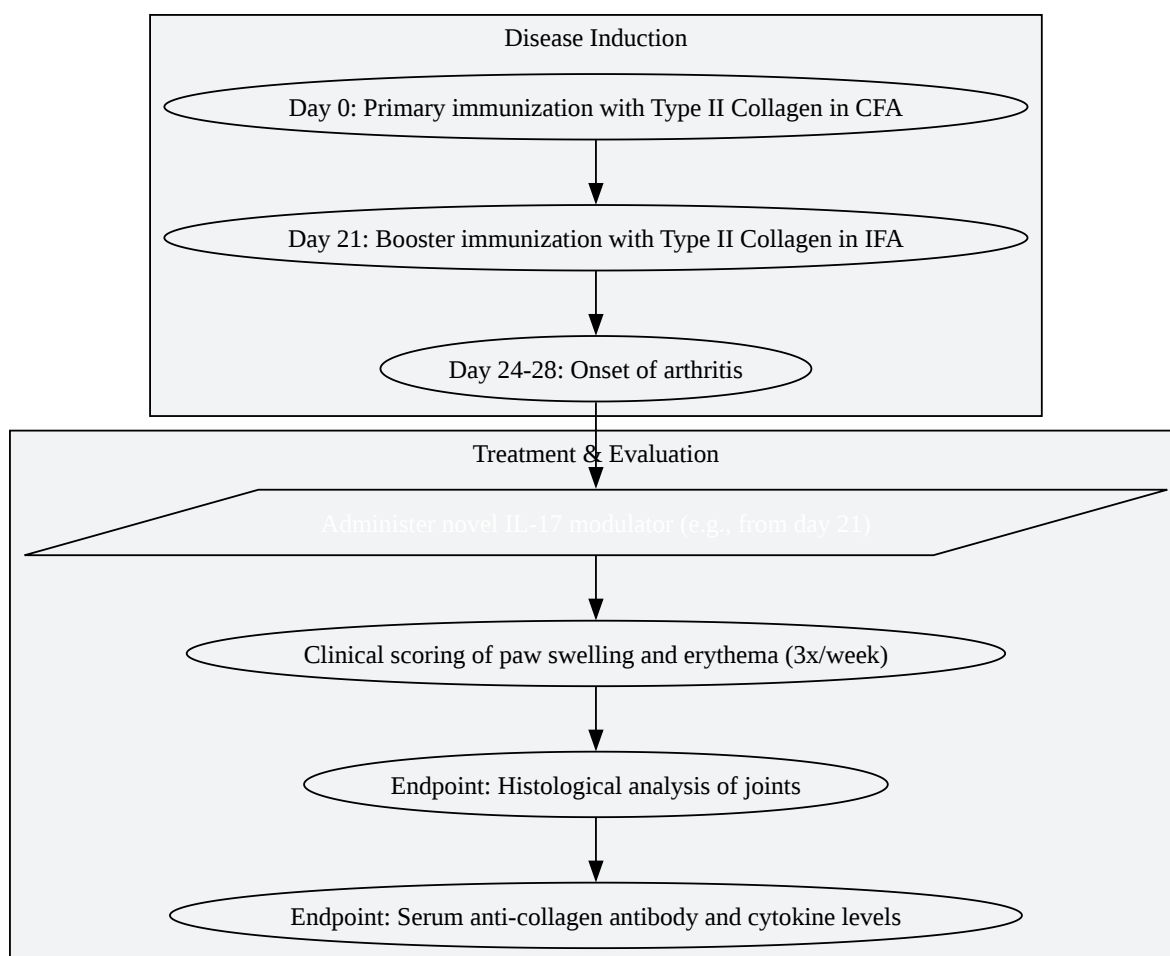 Disease Induction
Day 0: Primary immunization with Type II Collagen in CFA
Day 21: Booster immunization with Type II Collagen in IFA
Day 24-28: Onset of arthritis
Treatment & Evaluation
Administer novel IL-17 modulator (e.g., from day 21)
Clinical scoring of paw swelling and erythema (3x/week)
Endpoint: Histological analysis of joints
Endpoint: Serum anti-collagen antibody and cytokine levels